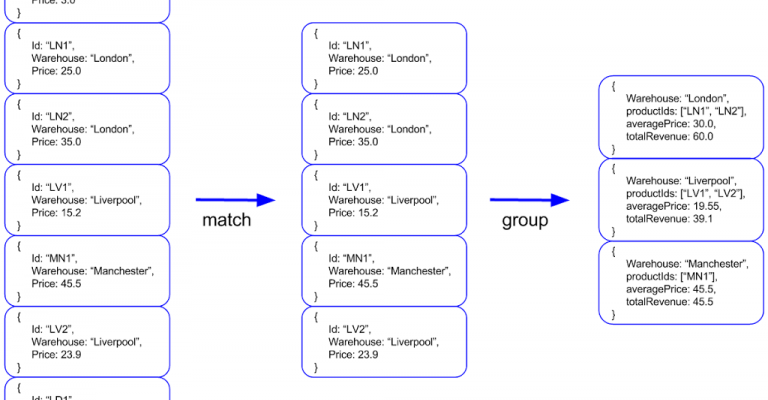 Price: 3.0
}
{
Id: “LN1”,
Warehouse: “London”,
Price: 25.0
}
{
Id: “LN2”,
Warehouse: “London”,
Price: 35.0
}
{
Id: “LV1”,
Warehouse: “Liverpool”,
Price: 15.2
}
{
Id: “MN1”,
Warehouse: “Manchester”,
Price: 45.5
}
{
Id: “LV2”,
Warehouse: “Liverpool”,
Price: 23.9
}
{
Id: “LD1”
match
{
Id: “LN1”,
Warehouse: “London”,
Price: 25.0
}
{
Id: “LN2”,
Warehouse: “London”,
Price: 35.0
}
{
Id: “LV1”,
Warehouse: “Liverpool”,
Price: 15.2
}
{
Id: “MN1”,
Warehouse: “Manchester”,
Price: 45.5
}
{
Id: “LV2”,
Warehouse: “Liverpool”,
Price: 23.9
}
group
{
Warehouse: “London”,
productIds: [“LN1”, “LN2”],
averagePrice: 30.0,
totalRevenue: 60.0
}
{
Warehouse: “Liverpool”,
productIds: [“LV1”, “LV2”],
averagePrice: 19.55,
totalRevenue: 39.1
}
{
Warehouse: “Manchester”,
productIds: [“MN1”],
averagePrice: 45.5,
totalRevenue: 45.5
}